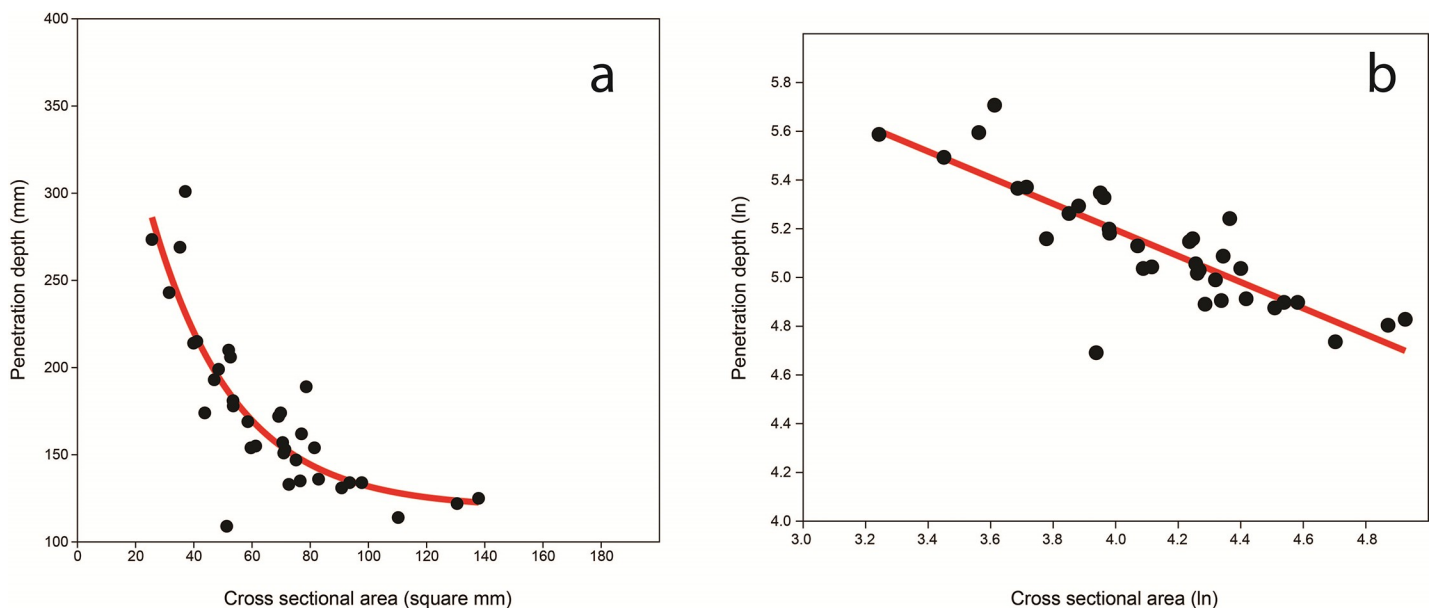 a
400
350
300
250
200
150
100
0 20 40 60 80 100 120 140 160 180
Penetration depth (mm)
Cross sectional area (square mm)
b
5.8
5.6
5.4
5.2
5.0
4.8
4.6
4.4
4.2
4.0
3.0 3.2 3.4 3.6 3.8 4.0 4.2 4.4 4.6 4.8
Penetration depth (ln)
Cross sectional area (ln)